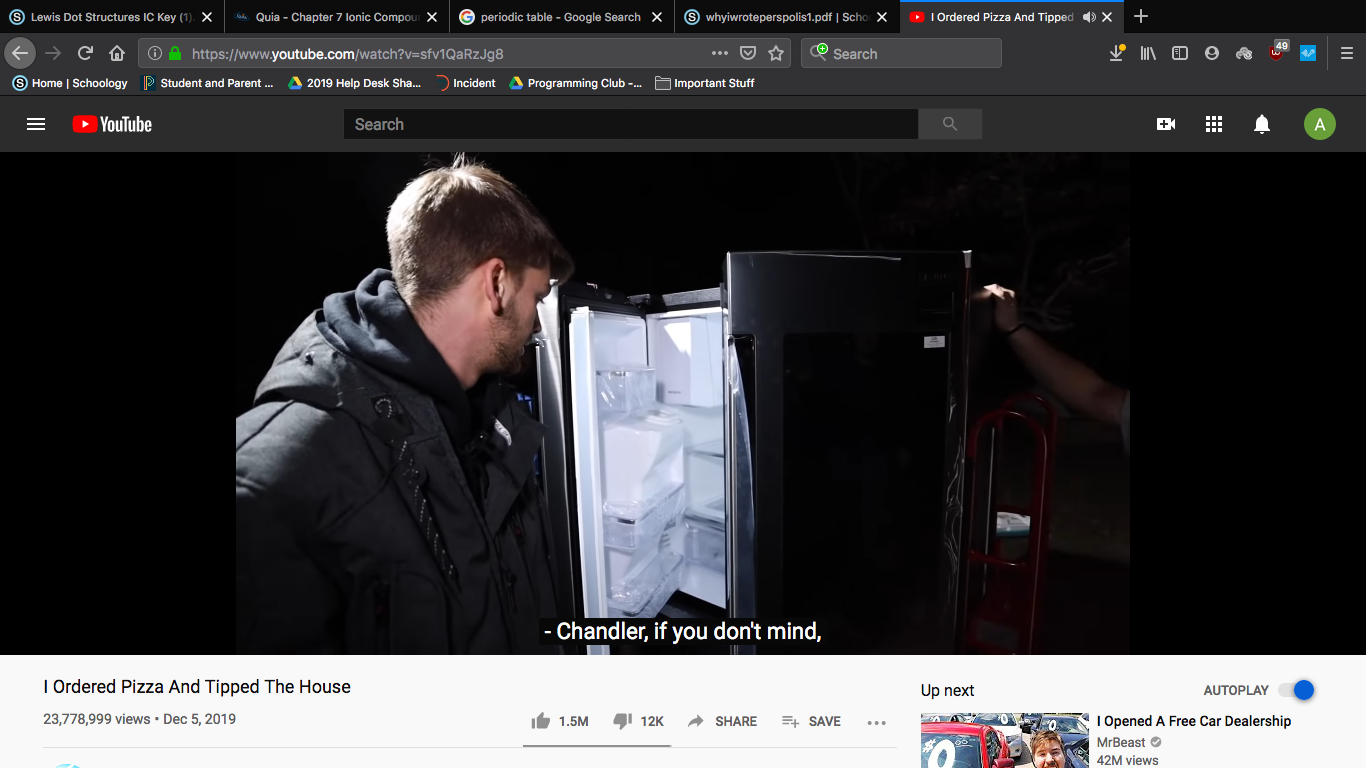 Lewis Dot Structures IC Key (1).
Quia - Chapter 7 Ionic Compou
periodic table - Google Search
whyiwroteperspolis1.pdf | Scho
I Ordered Pizza And Tipped
https://www.youtube.com/watch?v=sfv1QaRzJg8
Search
49
Home | Schoology
Student and Parent ...
2019 Help Desk Sha...
Incident
Programming Club -...
Important Stuff
YouTube
Search
A
- Chandler, if you don't mind,
I Ordered Pizza And Tipped The House
23,778,999 views • Dec 5, 2019
1.5M
12K
SHARE
SAVE
Up next
AUTOPLAY
I Opened A Free Car Dealership
MrBeast
42M views